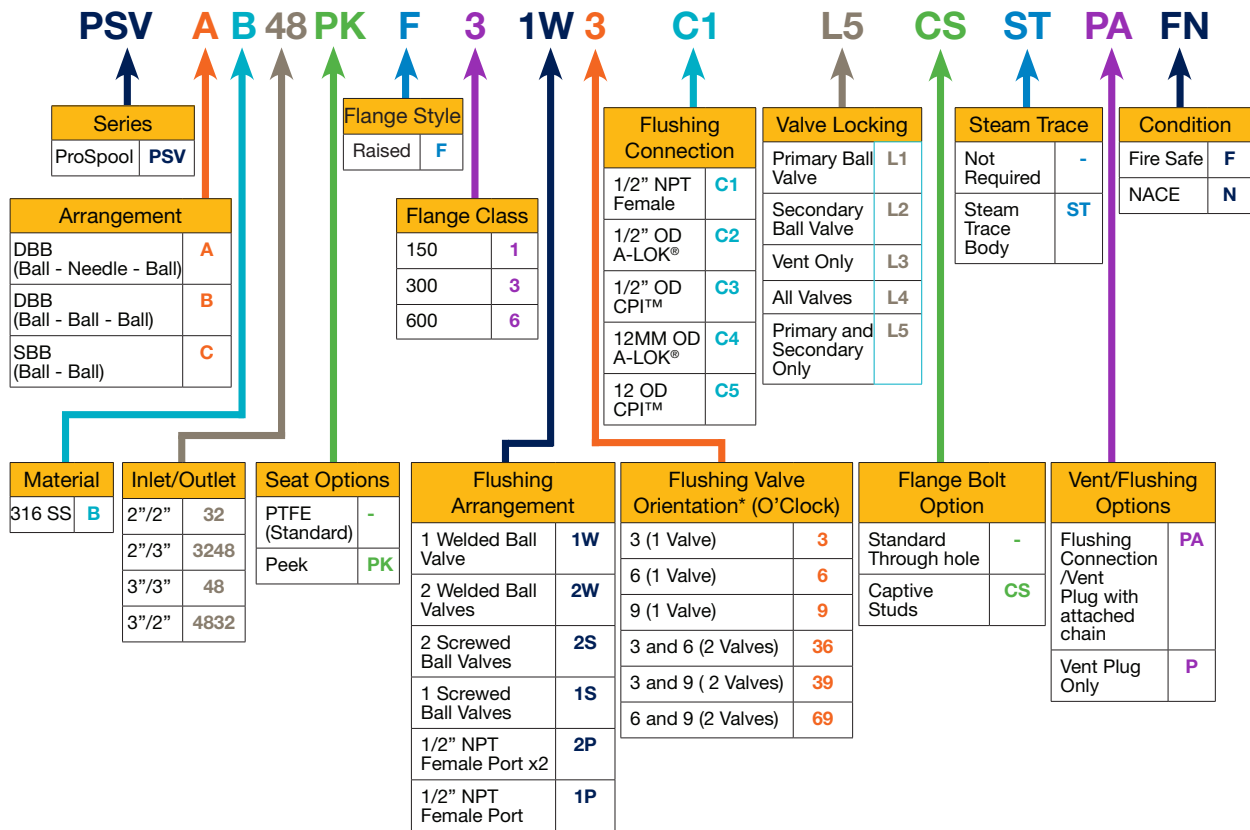 PSV A B 48 PK F 3 1W 3 C1 L5 CS ST PA FN
Series
ProSpool PSV
Arrangement
DBB
(Ball - Needle - Ball) A
DBB
(Ball - Ball - Ball) B
SBB
(Ball - Ball) C
Flange Style
Raised F
Flange Class
150 1
300 3
600 6
Flushing
Connection
1/2” NPT
Female C1
1/2” OD
A-LOK® C2
1/2” OD
CPI™ C3
12MM OD
A-LOK® C4
12 OD
CPI™ C5
Valve Locking
Primary Ball
Valve L1
Secondary
Ball Valve L2
Vent Only L3
All Valves L4
Primary and
Secondary
Only L5
Steam Trace
Not
Required -
Steam
Trace
Body ST
Condition
Fire Safe F
NACE N
Material
316 SS B
Inlet/Outlet
2”/2” 32
2”/3” 3248
3”/3” 48
3”/2” 4832
Seat Options
PTFE
(Standard) -
Peek PK
Flushing
Arrangement
1 Welded Ball
Valve 1W
2 Welded Ball
Valves 2W
2 Screwed
Ball Valves 2S
1 Screwed
Ball Valves 1S
1/2” NPT
Female Port x2 2P
1/2” NPT
Female Port 1P
Flushing Valve
Orientation* (O’Clock)
3 (1 Valve) 3
6 (1 Valve) 6
9 (1 Valve) 9
3 and 6 (2 Valves) 36
3 and 9 ( 2 Valves) 39
6 and 9 (2 Valves) 69
Flange Bolt
Option
Standard
Through hole -
Captive
Studs CS
Vent/Flushing
Options
Flushing
Connection
/Vent
Plug with
attached
chain PA
Vent Plug
Only P